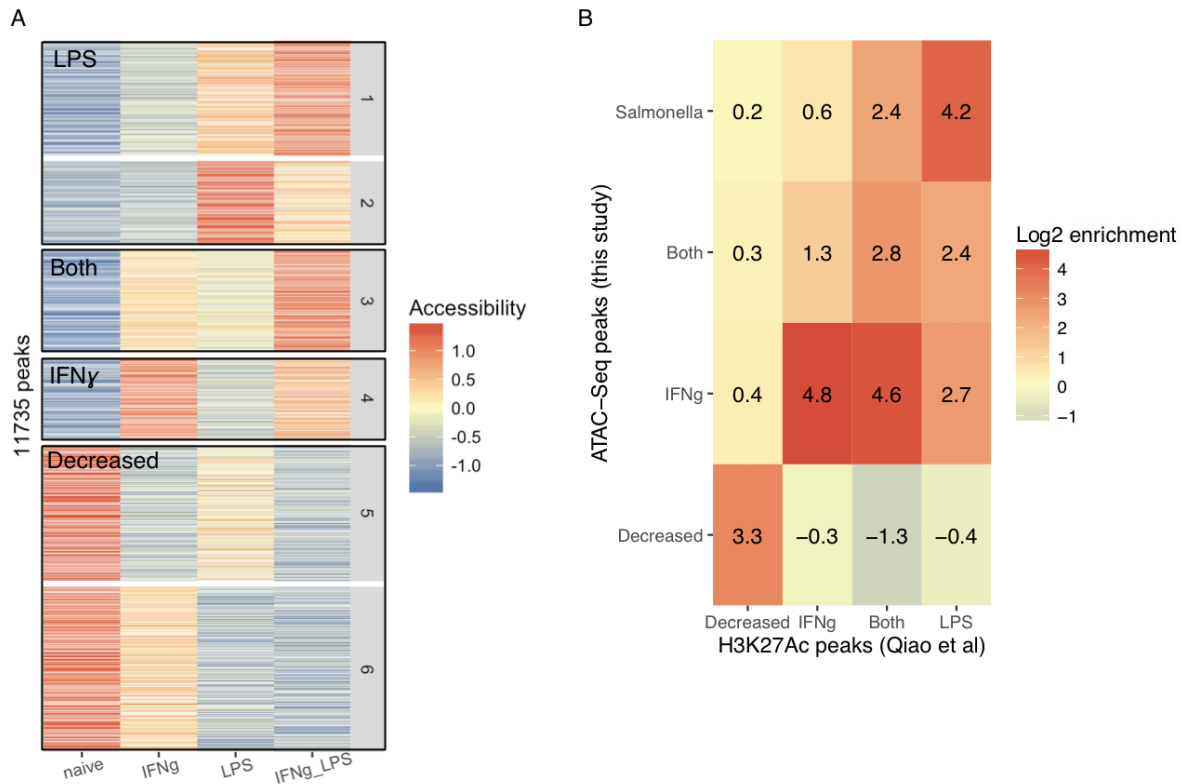 A
11735 peaks
LPS
1
2
Both
3
IFNγ
4
Decreased
5
6
naive
IFNg
LPS
IFNg_LPS
Accessibility
1.0
0.5
0.0
-0.5
-1.0
B
ATAC−Seq peaks (this study)
Salmonella
0.2 0.6 2.4 4.2
Both
0.3 1.3 2.8 2.4
IFNg
0.4 4.8 4.6 2.7
Decreased
3.3 −0.3 −1.3 −0.4
Decreased IFNg Both LPS
H3K27Ac peaks (Qiao et al)
Log2 enrichment
4
3
2
1
0
−1